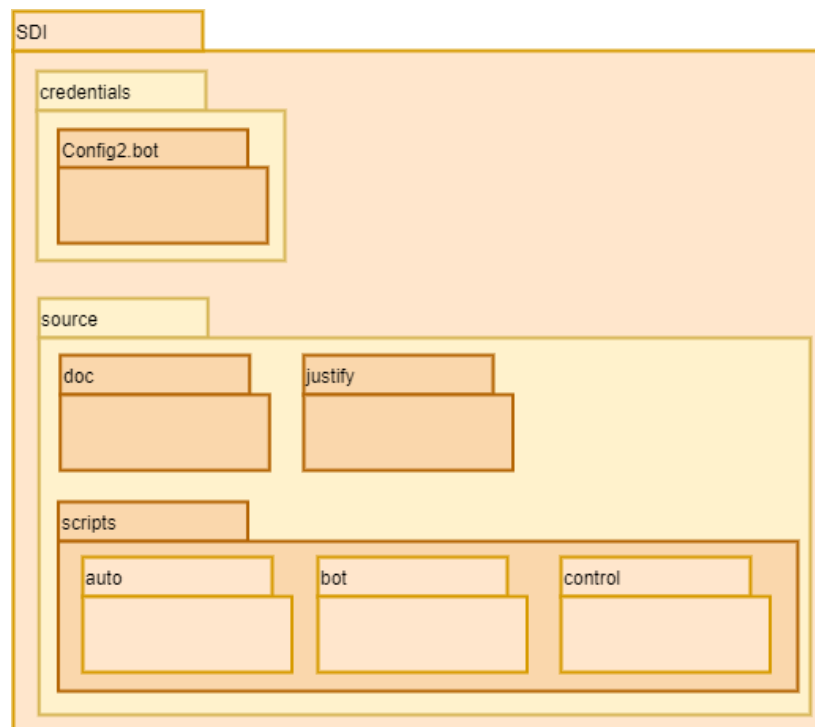 SDI
credentials
Config2.bot
source
doc
justify
scripts
auto
bot
control